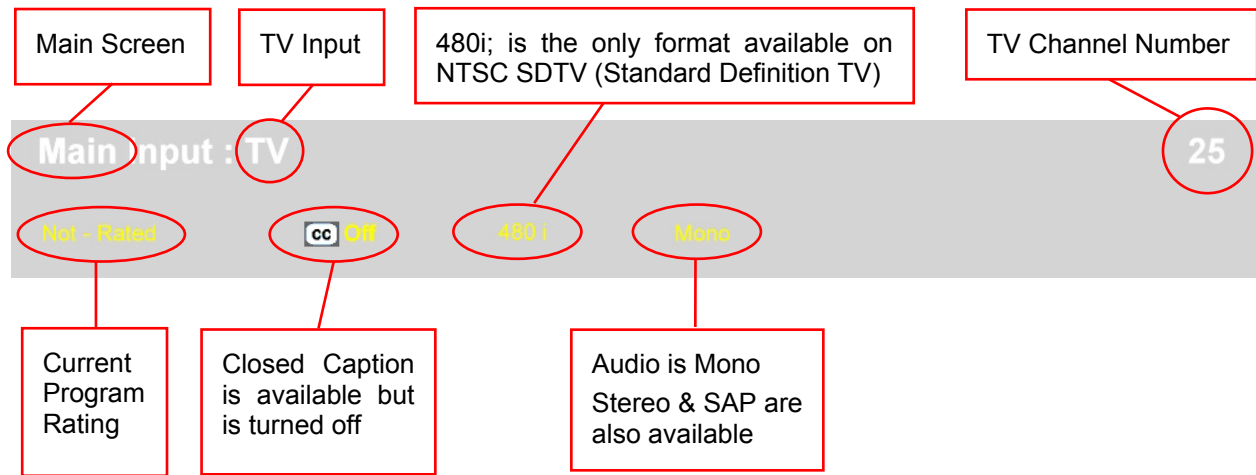 Main Screen
TV Input
480i; is the only format available on
NTSC SDTV (Standard Definition TV)
TV Channel Number
Main Input : TV
25
Not - Rated
cc Off
480 i
Mono
Current
Program
Rating
Closed Caption
is available but
is turned off
Audio is Mono
Stereo & SAP are
also available